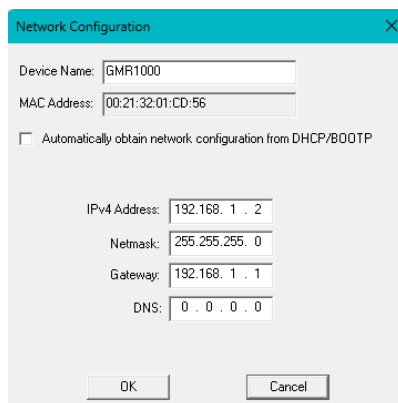 Network Configuration
Device Name: GMR1000
MAC Address: 00:21:32:01:CD:56
Automatically obtain network configuration from DHCP/BOOTP
IPv4 Address: 192.168. 1 . 2
Netmask: 255.255.255. 0
Gateway: 192.168. 1 . 1
DNS: 0 . 0 . 0 . 0
OK Cancel